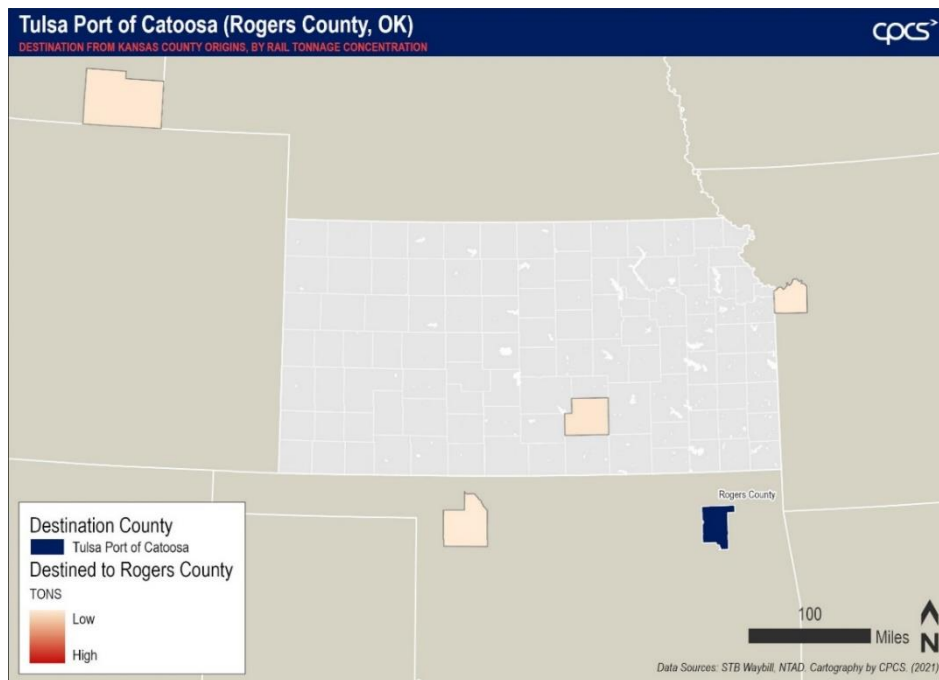 Tulsa Port of Catoosa (Rogers County, OK)
DESTINATION FROM KANSAS COUNTY ORIGINS, BY RAIL TONNAGE CONCENTRATION
cpcs
Rogers County
Destination County
Tulsa Port of Catoosa
Destined to Rogers County
TONS
Low
High
100
Miles
N
Data Sources: STB Waybill, NTAD. Cartography by CPCS. (2021)